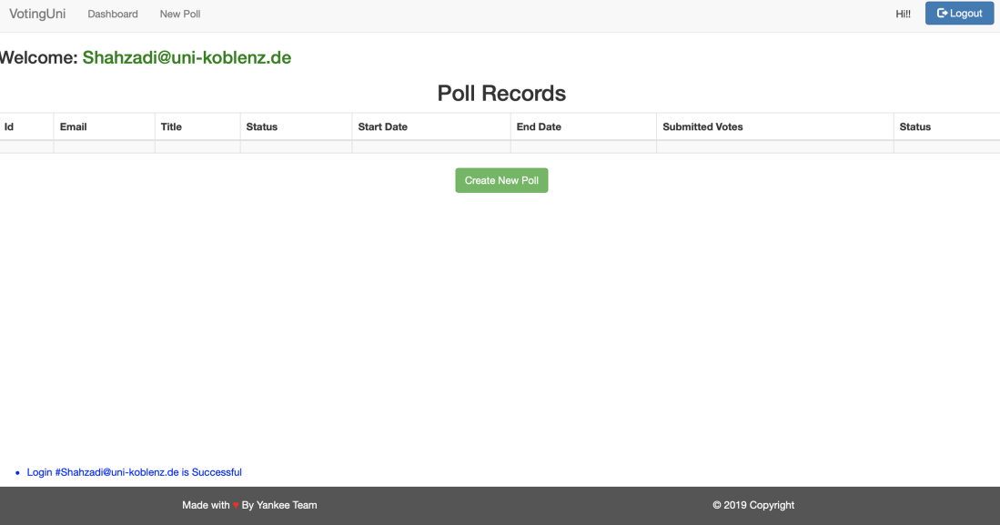 VotingUni Dashboard New Poll Hi!! Logout
Welcome: Shahzadi@uni-koblenz.de
Poll Records
Id Email Title Status Start Date End Date Submitted Votes Status
Create New Poll
Login #Shahzadi@uni-koblenz.de is Successful
Made with ♥ By Yankee Team © 2019 Copyright